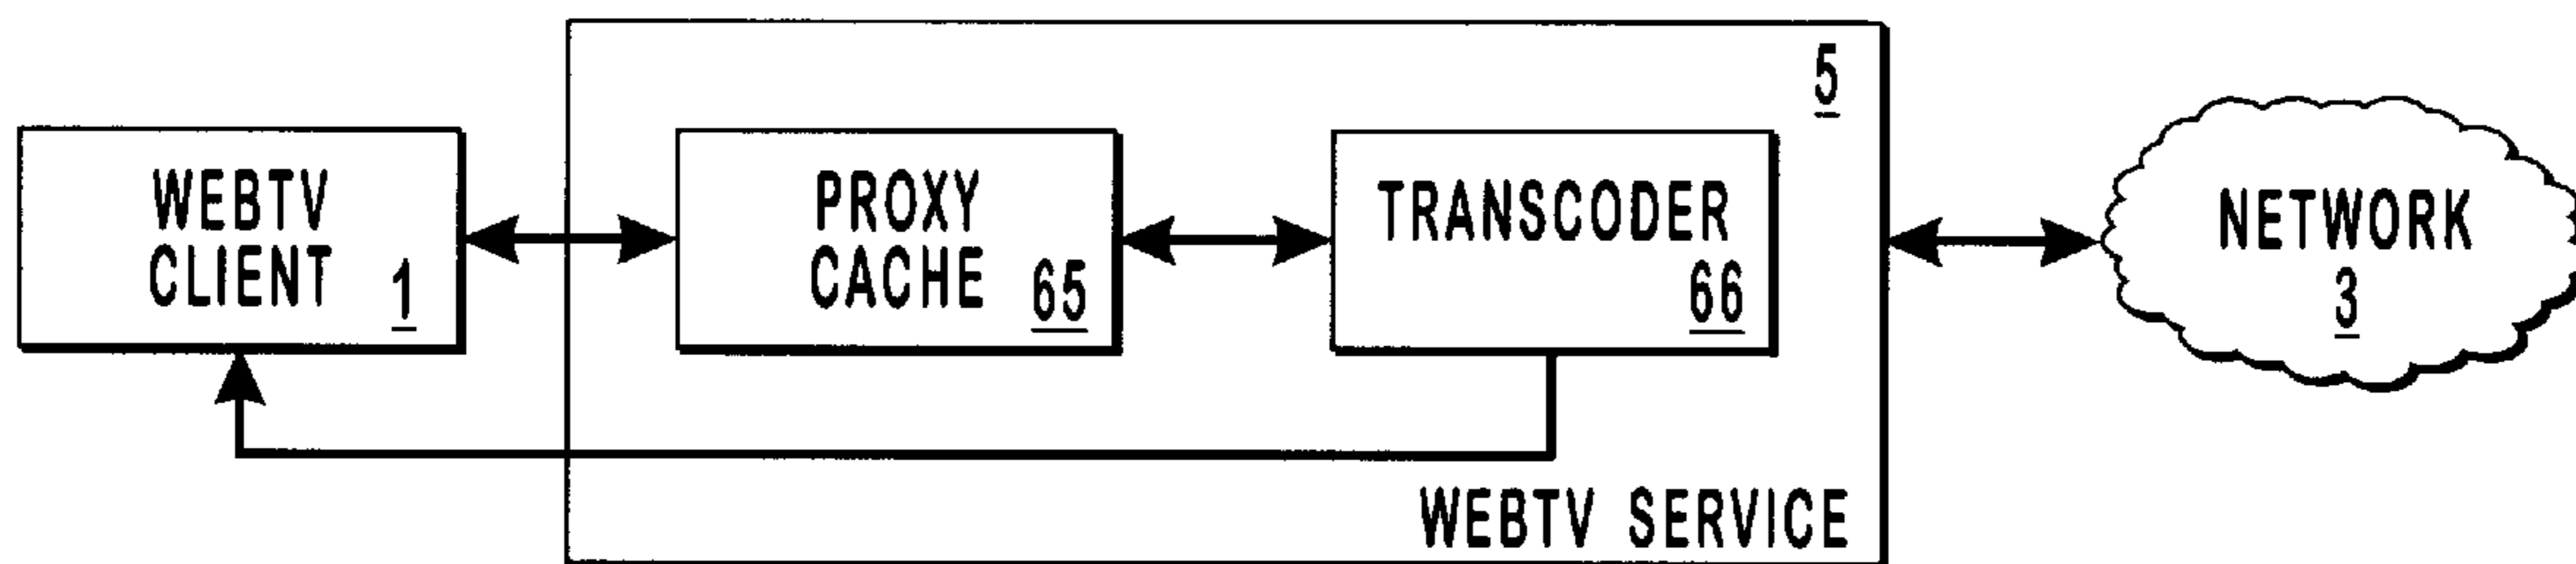 5
WEBTV
CLIENT 1
PROXY
CACHE 65
TRANSCODER
66
NETWORK
3
WEBTV SERVICE